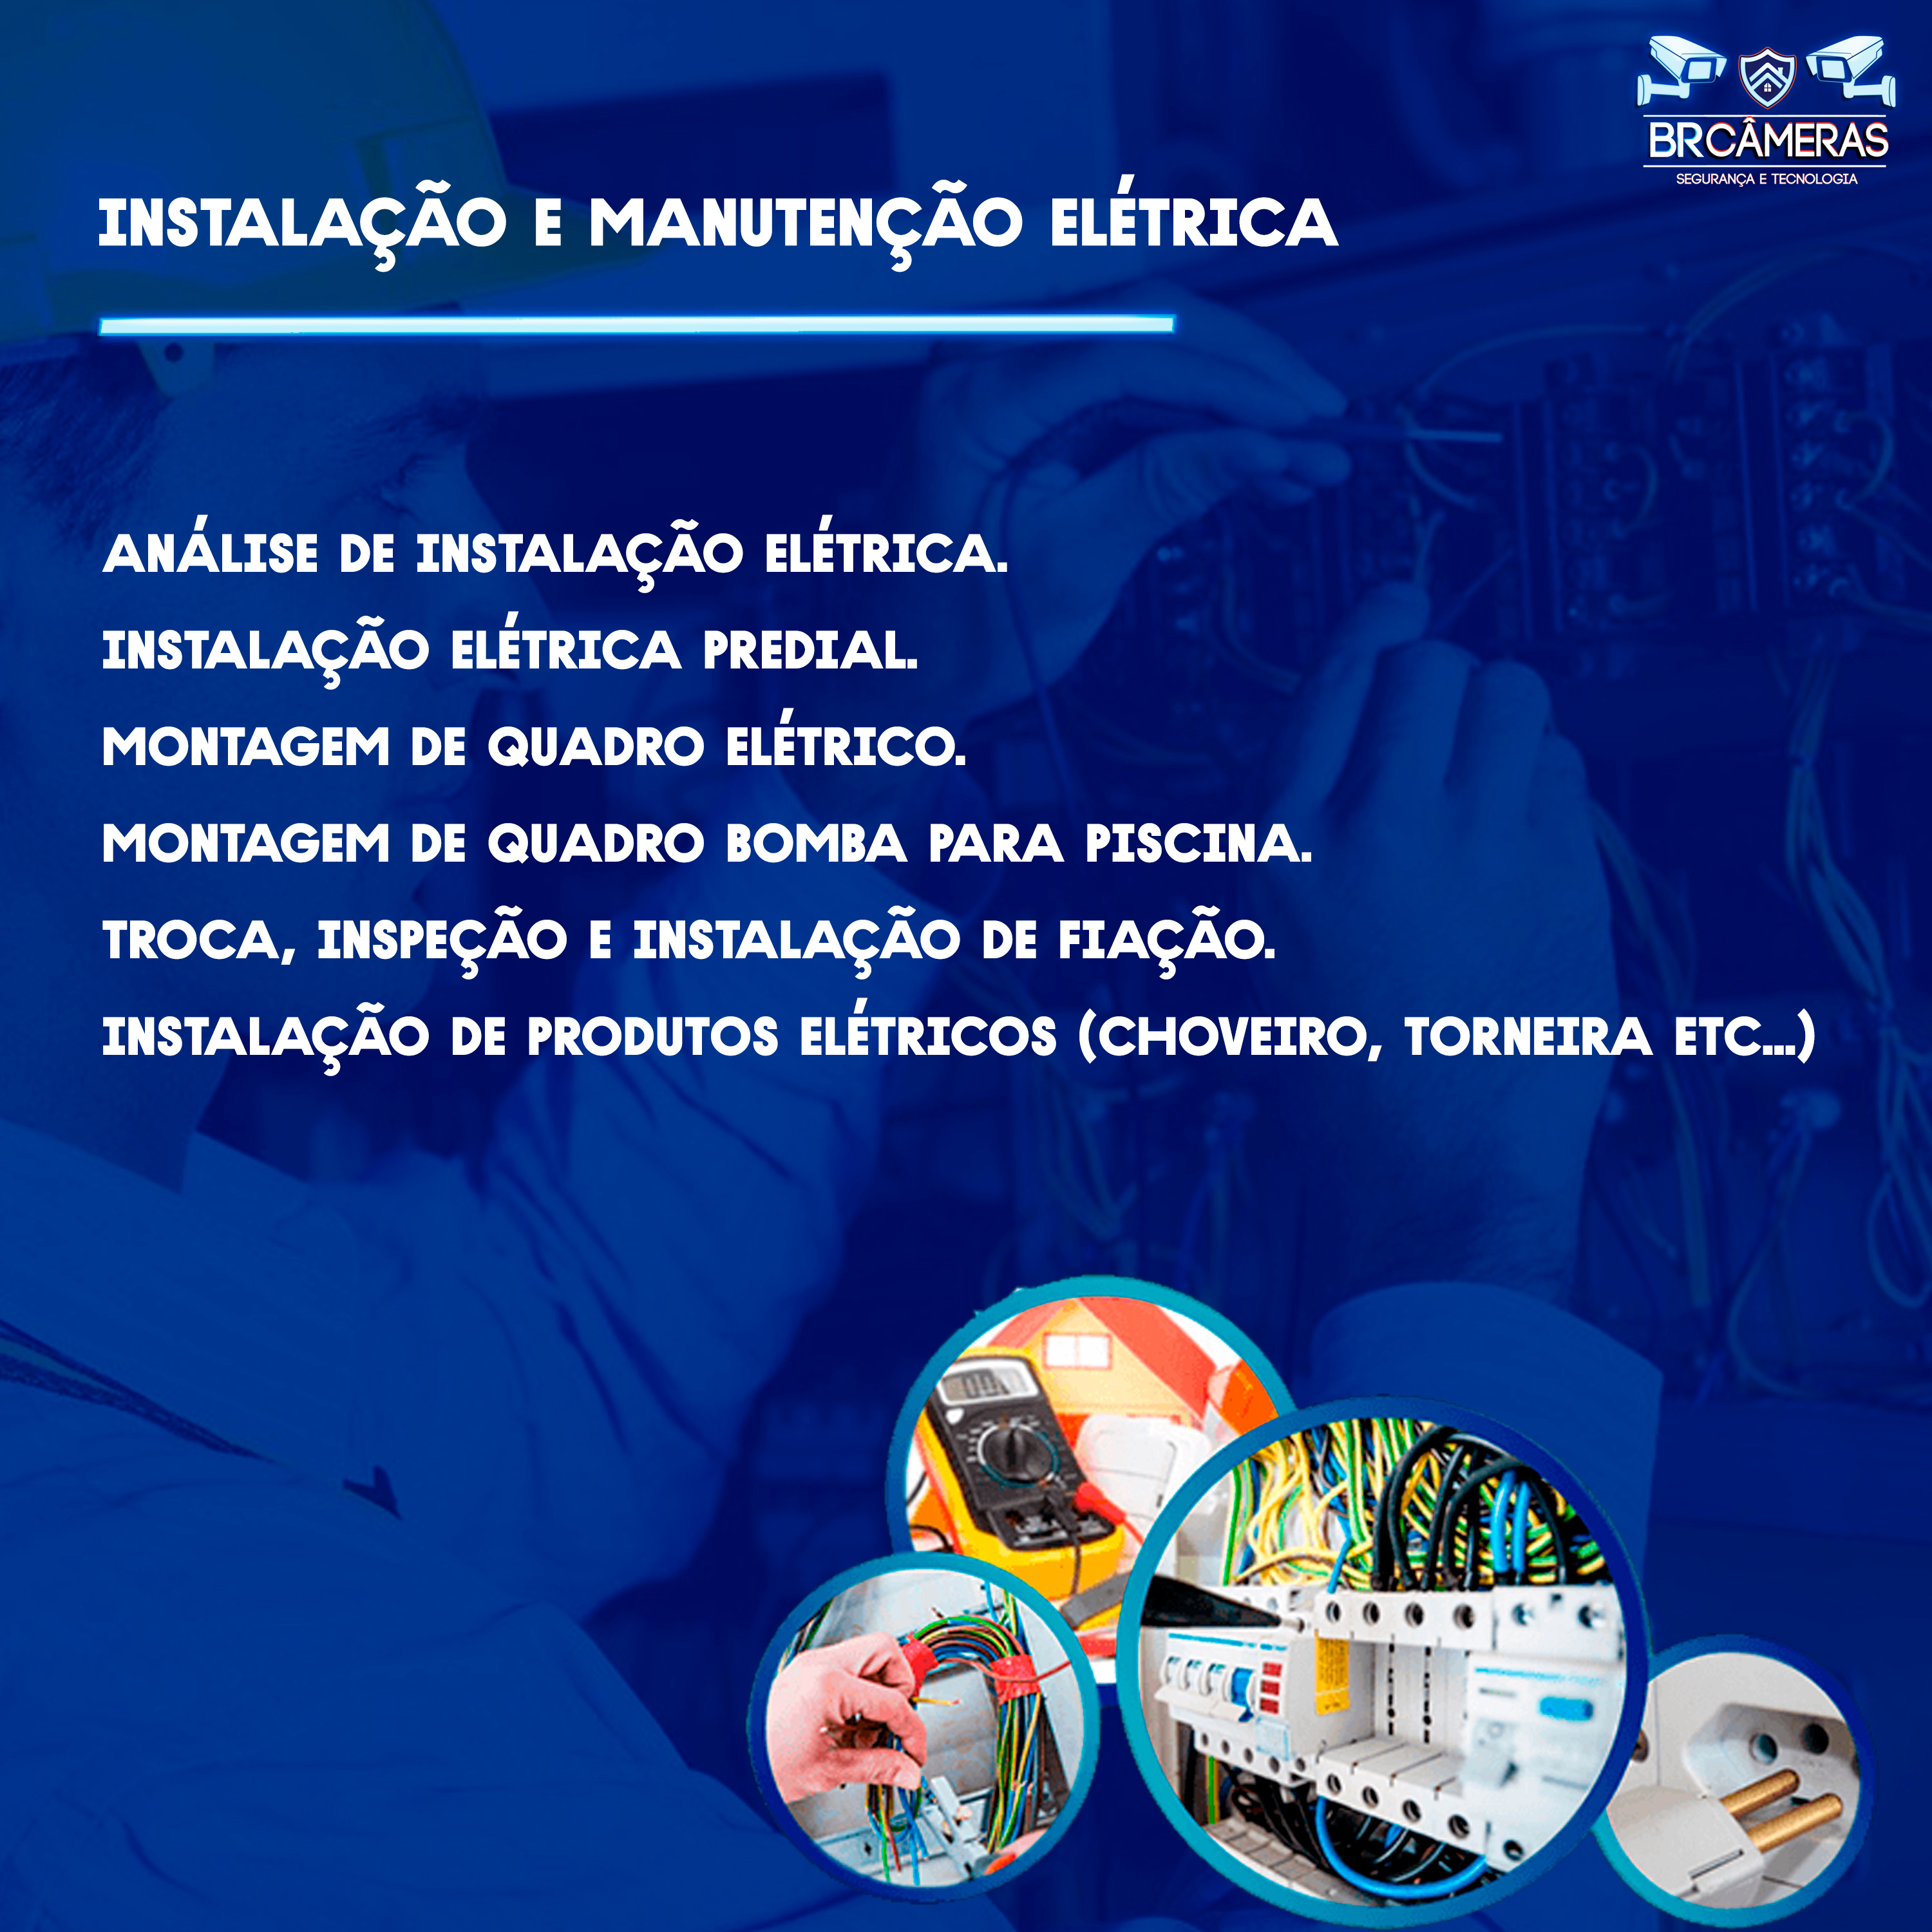 BRCÂMERAS
SEGURANÇA E TECNOLOGIA
INSTALAÇÃO E MANUTENÇÃO ELÉTRICA
ANÁLISE DE INSTALAÇÃO ELÉTRICA.
INSTALAÇÃO ELÉTRICA PREDIAL.
MONTAGEM DE QUADRO ELÉTRICO.
MONTAGEM DE QUADRO BOMBA PARA PISCINA.
TROCA, INSPEÇÃO E INSTALAÇÃO DE FIAÇÃO.
INSTALAÇÃO DE PRODUTOS ELÉTRICOS (CHOVEIRO, TORNEIRA ETC...)